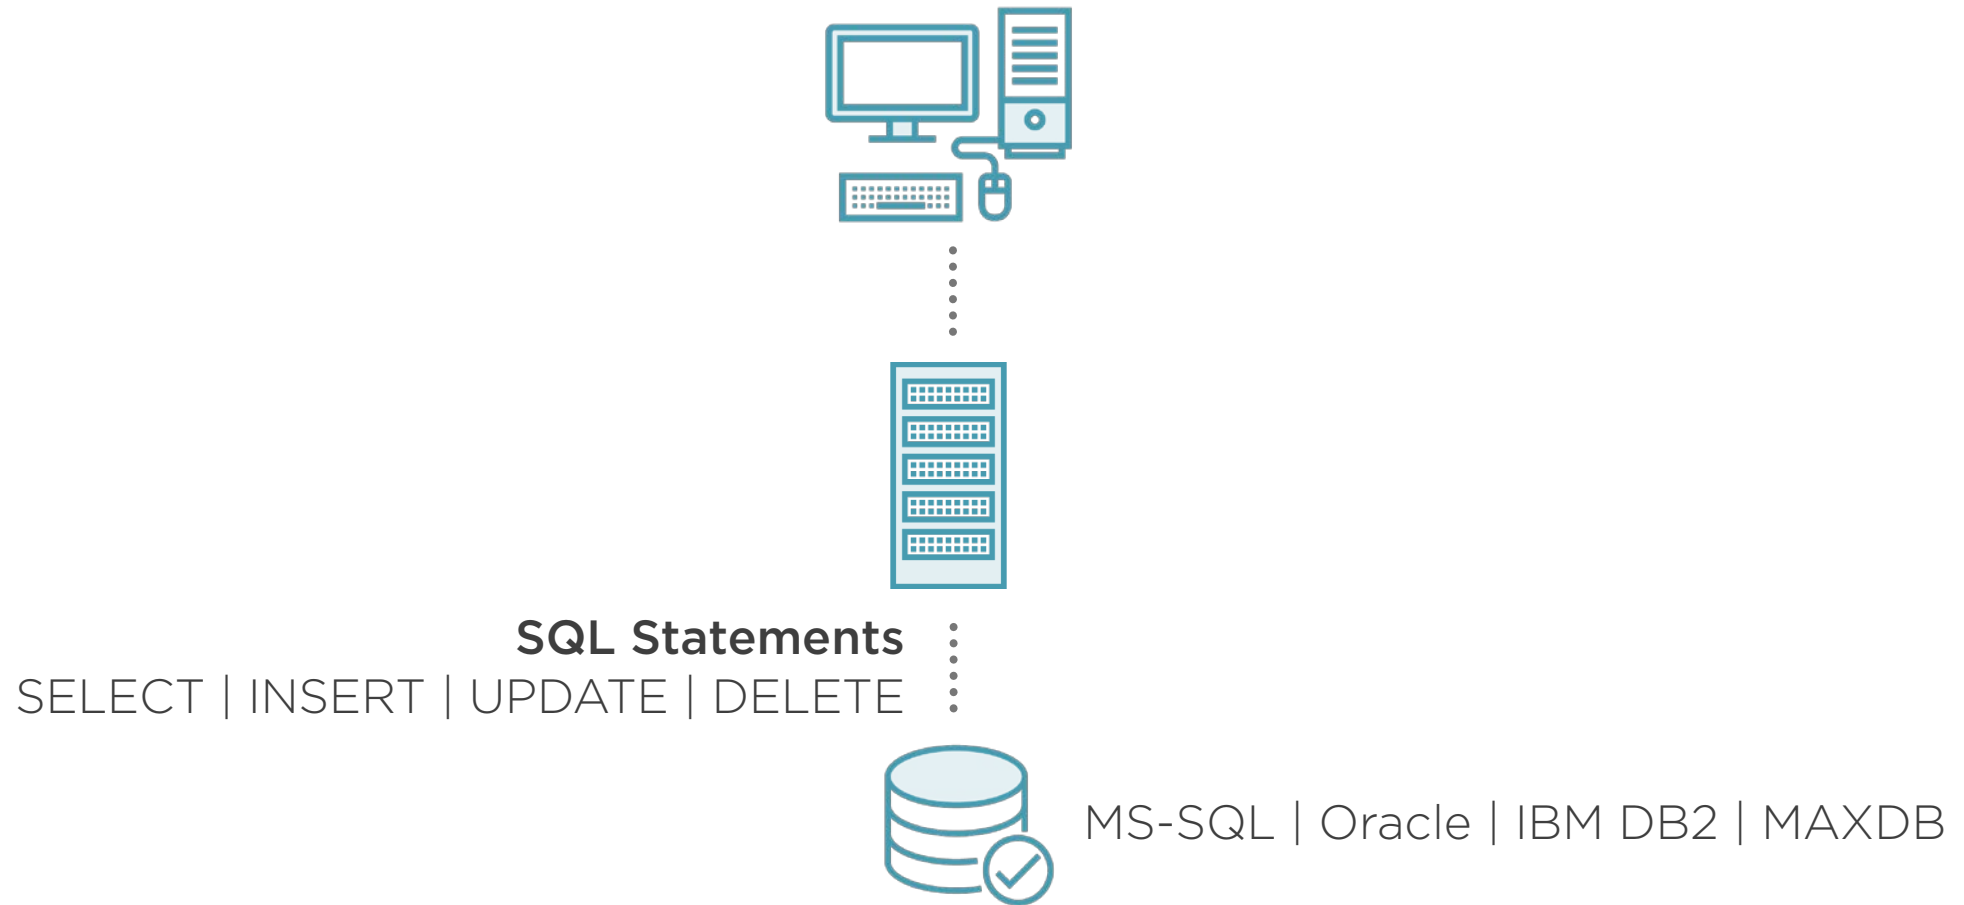 SQL Statements
SELECT | INSERT | UPDATE | DELETE
MS-SQL | Oracle | IBM DB2 | MAXDB